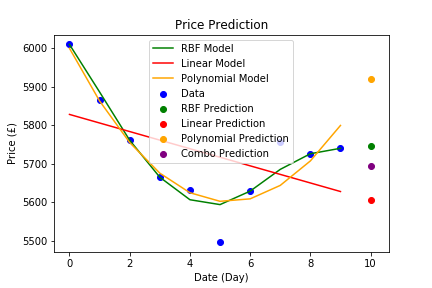 Price Prediction
6000
5900
5800
5700
5600
5500
Price (£)
RBF Model
Linear Model
Polynomial Model
Data
RBF Prediction
Linear Prediction
Polynomial Prediction
Combo Prediction
0
2
4
6
8
10
Date (Day)